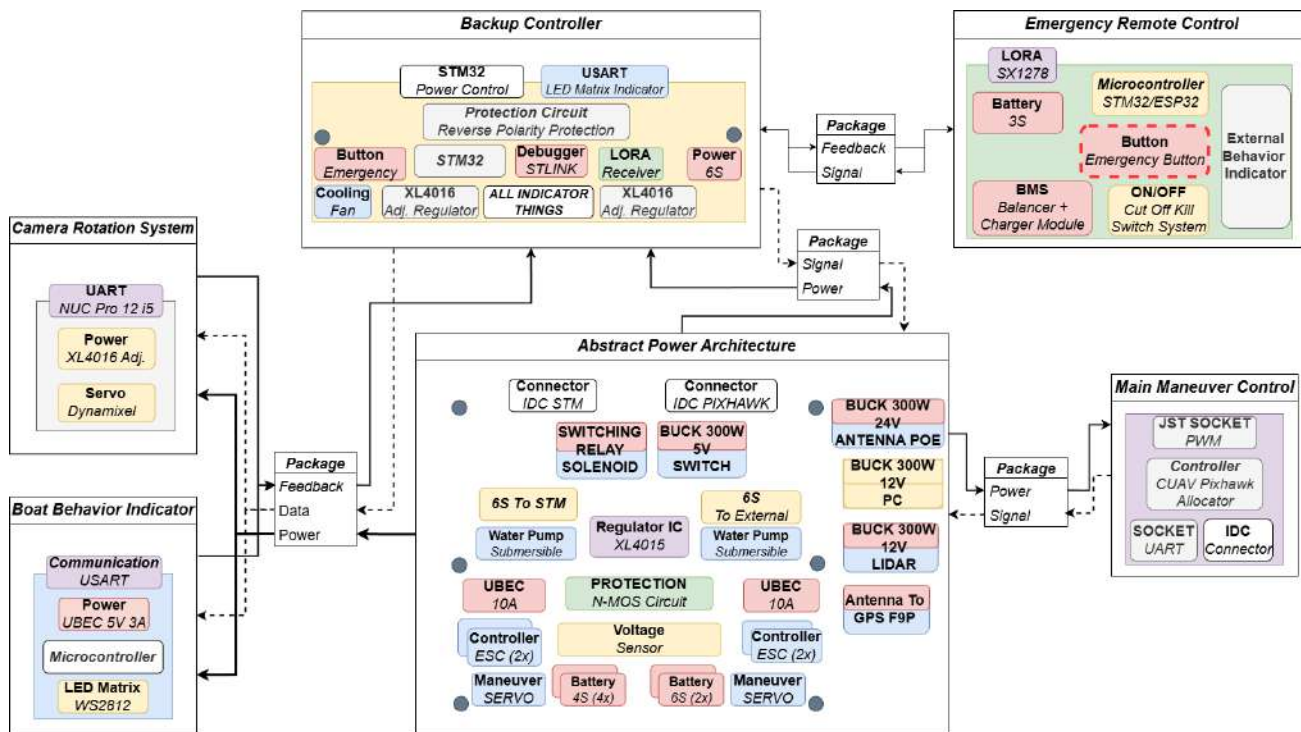 Backup Controller
STM32
Power Control
USART
LED Matrix Indicator
Protection Circuit
Reverse Polarity Protection
Button
Emergency
STM32
Debugger
STLINK
LORA
Receiver
Power
6S
Cooling
Fan
XL4016
Adj. Regulator
ALL INDICATOR
THINGS
XL4016
Adj. Regulator
Package
Feedback
Signal
Emergency Remote Control
LORA
SX1278
Battery
3S
Microcontroller
STM32/ESP32
Button
Emergency Button
BMS
Balancer +
Charger Module
ON/OFF
Cut Off Kill
Switch System
External
Behavior
Indicator
Package
Signal
Power
Camera Rotation System
UART
NUC Pro 12 i5
Power
XL4016 Adj.
Servo
Dynamixel
Boat Behavior Indicator
Communication
USART
Power
UBEC 5V 3A
Microcontroller
LED Matrix
WS2812
Package
Feedback
Data
Power
Abstract Power Architecture
Connector
IDC STM
Connector
IDC PIXHAWK
SWITCHING
RELAY
SOLENOID
BUCK 300W
5V
SWITCH
BUCK 300W
24V
ANTENNA POE
BUCK 300W
12V
PC
6S To STM
6S
To External
Water Pump
Submersible
Regulator IC
XL4015
Water Pump
Submersible
BUCK 300W
12V
LIDAR
UBEC
10A
PROTECTION
N-MOS Circuit
UBEC
10A
Antenna To
GPS F9P
Controller
ESC (2x)
Voltage
Sensor
Controller
ESC (2x)
Maneuver
SERVO
Battery
4S (4x)
Battery
6S (2x)
Maneuver
SERVO
Package
Power
Signal
Main Maneuver Control
JST SOCKET
PWM
Controller
CUAV Pixhawk
Allocator
SOCKET
UART
IDC
Connector